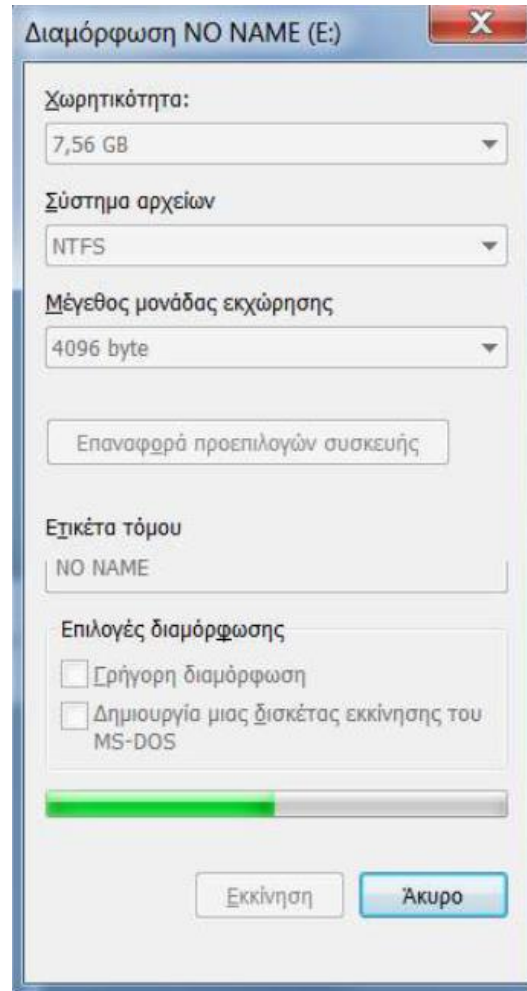 Διαμόρφωση NO NAME (E:)
Χωρητικότητα:
7,56 GB
Σύστημα αρχείων
NTFS
Μέγεθος μονάδας εκχώρησης
4096 byte
Επαναφορά προεπιλογών συσκευής
Ετικέτα τόμου
NO NAME
Επιλογές διαμόρφωσης
Γρήγορη διαμόρφωση
Δημιουργία μιας δισκέτας εκκίνησης του
MS-DOS
Εκκίνηση
Άκυρο